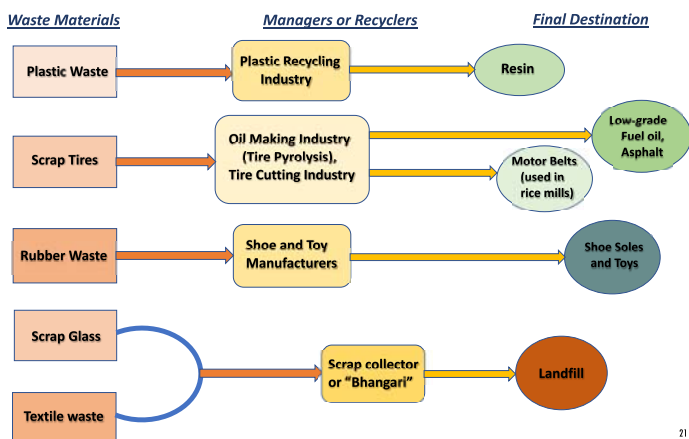 Waste Materials
Managers or Recyclers
Final Destination
Plastic Waste
Plastic Recycling
Industry
Resin
Scrap Tires
Oil Making Industry
(Tire Pyrolysis),
Tire Cutting Industry
Low-grade
Fuel oil,
Asphalt
Motor Belts
(used in
rice mills)
Rubber Waste
Shoe and Toy
Manufacturers
Shoe Soles
and Toys
Scrap Glass
Textile waste
Scrap collector
or “Bhangari”
Landfill
21